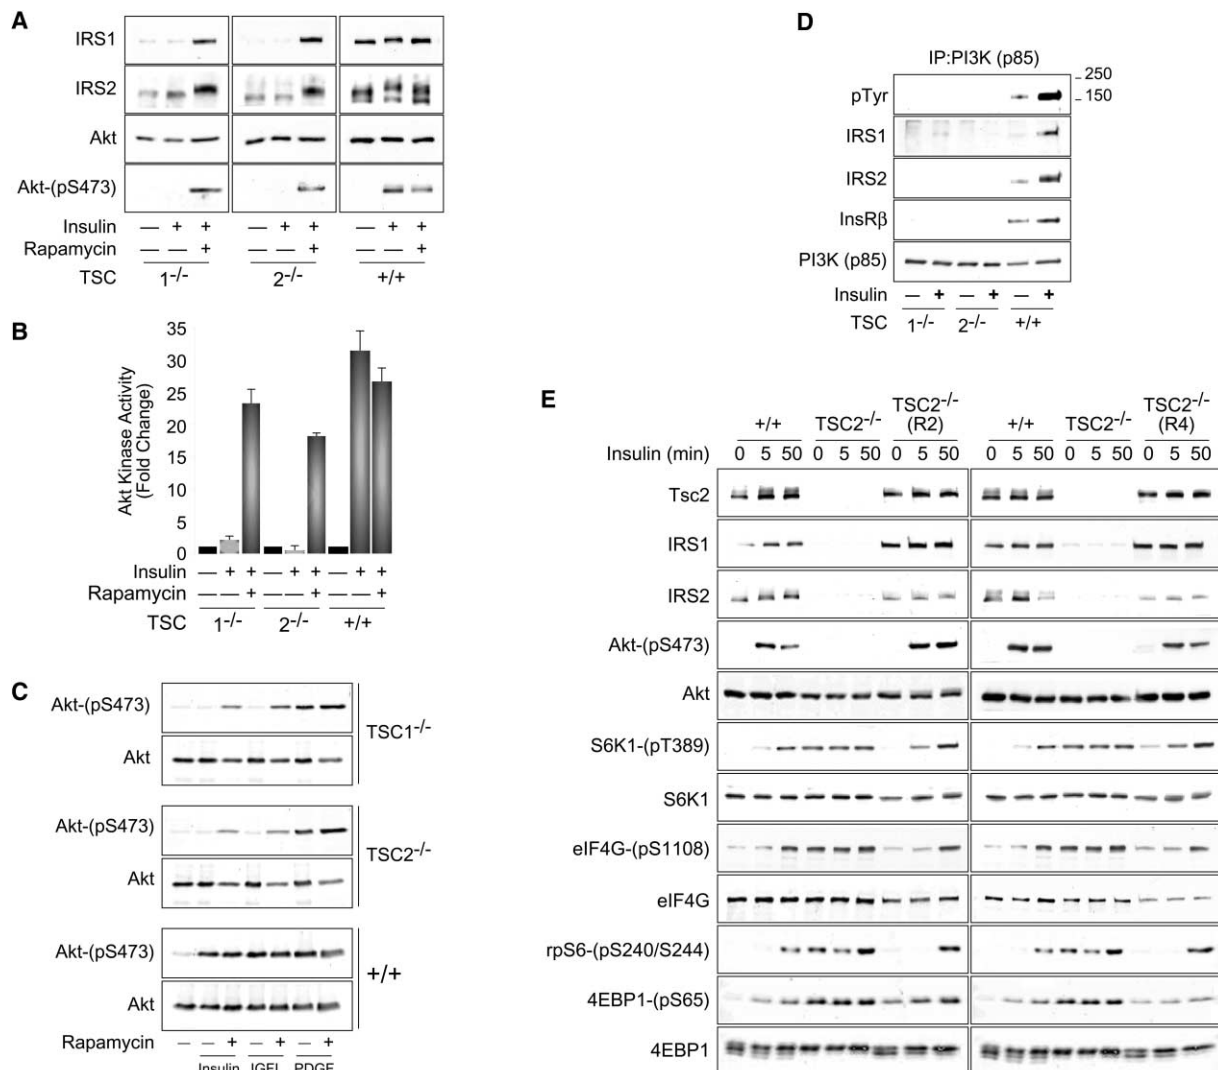 A
IRS1
IRS2
Akt
Akt-(pS473)
Insulin — + + — + + — + +
Rapamycin — — + — — + — — +
TSC 1-/- 2-/- +/+
B
Akt Kinase Activity
(Fold Change)
35
30
25
20
15
10
5
0
Insulin — + + — + + — + +
Rapamycin — — + — — + — — +
TSC 1-/- 2-/- +/+
C
Akt-(pS473)
Akt
TSC1-/-
Akt-(pS473)
Akt
TSC2-/-
Akt-(pS473)
Akt
+/+
Rapamycin — — + — + — +
Insulin IGFI PDGF
D
IP:PI3K (p85)
pTyr
250
150
IRS1
IRS2
InsRβ
PI3K (p85)
Insulin — + — + — +
TSC 1-/- 2-/- +/+
E
+/+ TSC2-/- TSC2-/- (R2) +/+ TSC2-/- TSC2-/- (R4)
Insulin (min) 0 5 50 0 5 50 0 5 50 0 5 50 0 5 50 0 5 50
Tsc2
IRS1
IRS2
Akt-(pS473)
Akt
S6K1-(pT389)
S6K1
eIF4G-(pS1108)
eIF4G
rpS6-(pS240/S244)
4EBP1-(pS65)
4EBP1